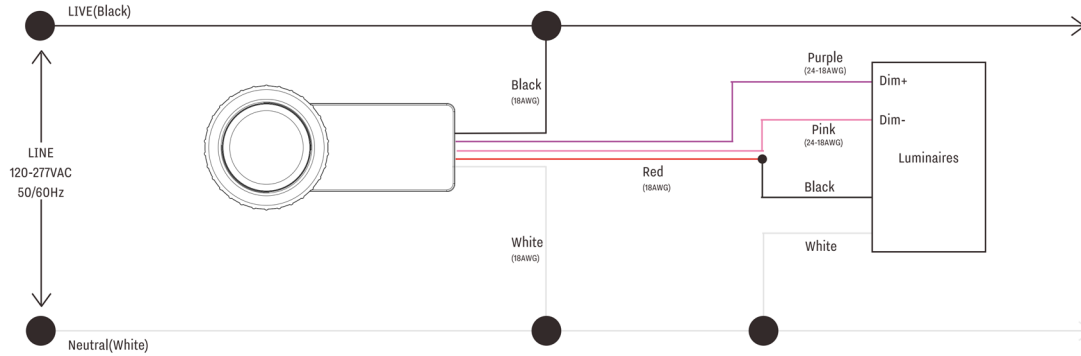 LIVE(Black)
Purple
(24-18AWG)
Dim+
Black
(18AWG)
Dim-
Pink
(24-18AWG)
LINE
120-277VAC
50/60Hz
Luminaires
Red
(18AWG)
Black
White
(18AWG)
White
Neutral(White)